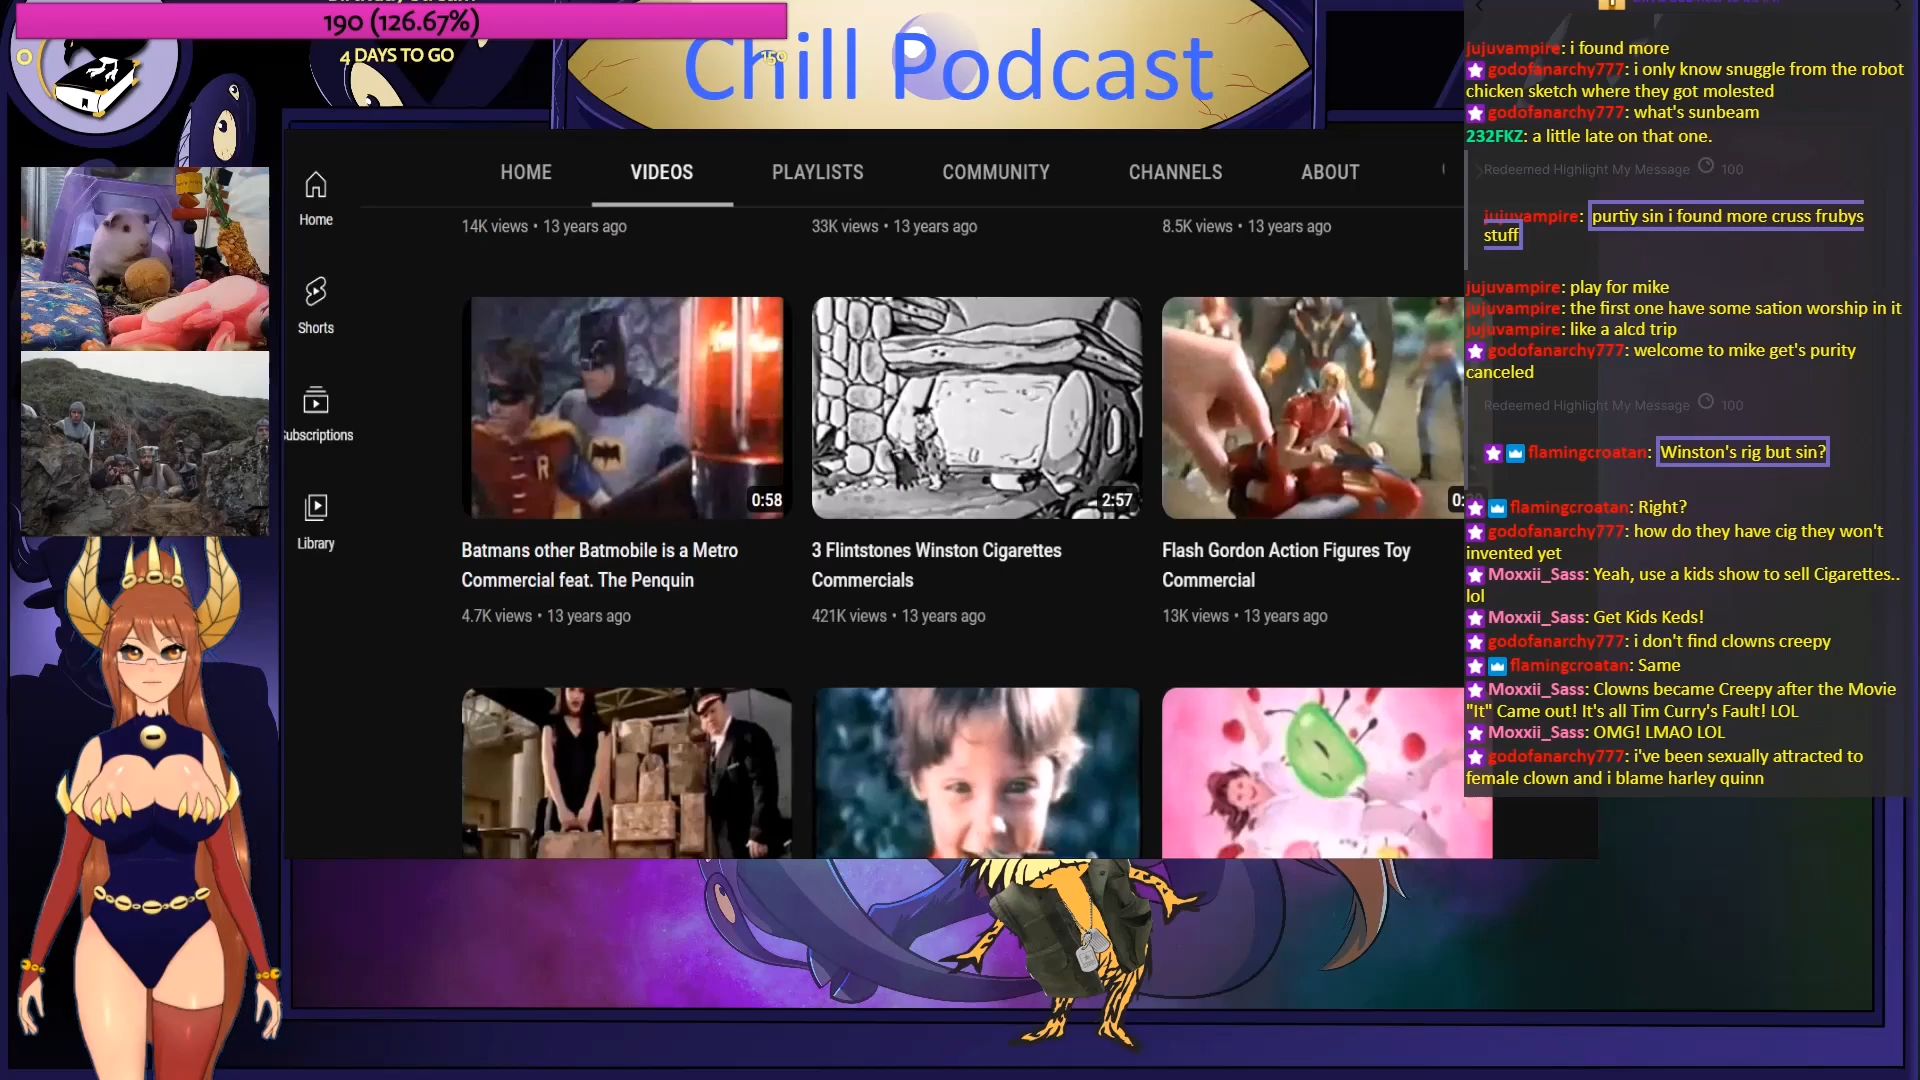 190 (126.67%)
4 DAYS TO GO
150
Chill Podcast
HOME
VIDEOS
PLAYLISTS
COMMUNITY
CHANNELS
ABOUT
Home
Shorts
Subscriptions
Library
14K views • 13 years ago
33K views • 13 years ago
8.5K views • 13 years ago
0:58
2:57
0:
Batmans other Batmobile is a Metro
Commercial feat. The Penquin
4.7K views • 13 years ago
3 Flintstones Winston Cigarettes
Commercials
421K views • 13 years ago
Flash Gordon Action Figures Toy
Commercial
13K views • 13 years ago
R
jujuvampire: i found more
godofanarchy777: i only know snuggle from the robot
chicken sketch where they got molested
godofanarchy777: what's sunbeam
232FKZ: a little late on that one.
Redeemed Highlight My Message 100
jujuvampire: purtiy sin i found more cruss frubys
stuff
jujuvampire: play for mike
jujuvampire: the first one have some sation worship in it
jujuvampire: like a alcd trip
godofanarchy777: welcome to mike get's purity
canceled
Redeemed Highlight My Message 100
flamingcroatan: Winston's rig but sin?
flamingcroatan: Right?
godofanarchy777: how do they have cig they won't
invented yet
Moxxii_Sass: Yeah, use a kids show to sell Cigarettes..
lol
Moxxii_Sass: Get Kids Keds!
godofanarchy777: i don't find clowns creepy
flamingcroatan: Same
Moxxii_Sass: Clowns became Creepy after the Movie
"It" Came out! It's all Tim Curry's Fault! LOL
Moxxii_Sass: OMG! LMAO LOL
godofanarchy777: i've been sexually attracted to
female clown and i blame harley quinn